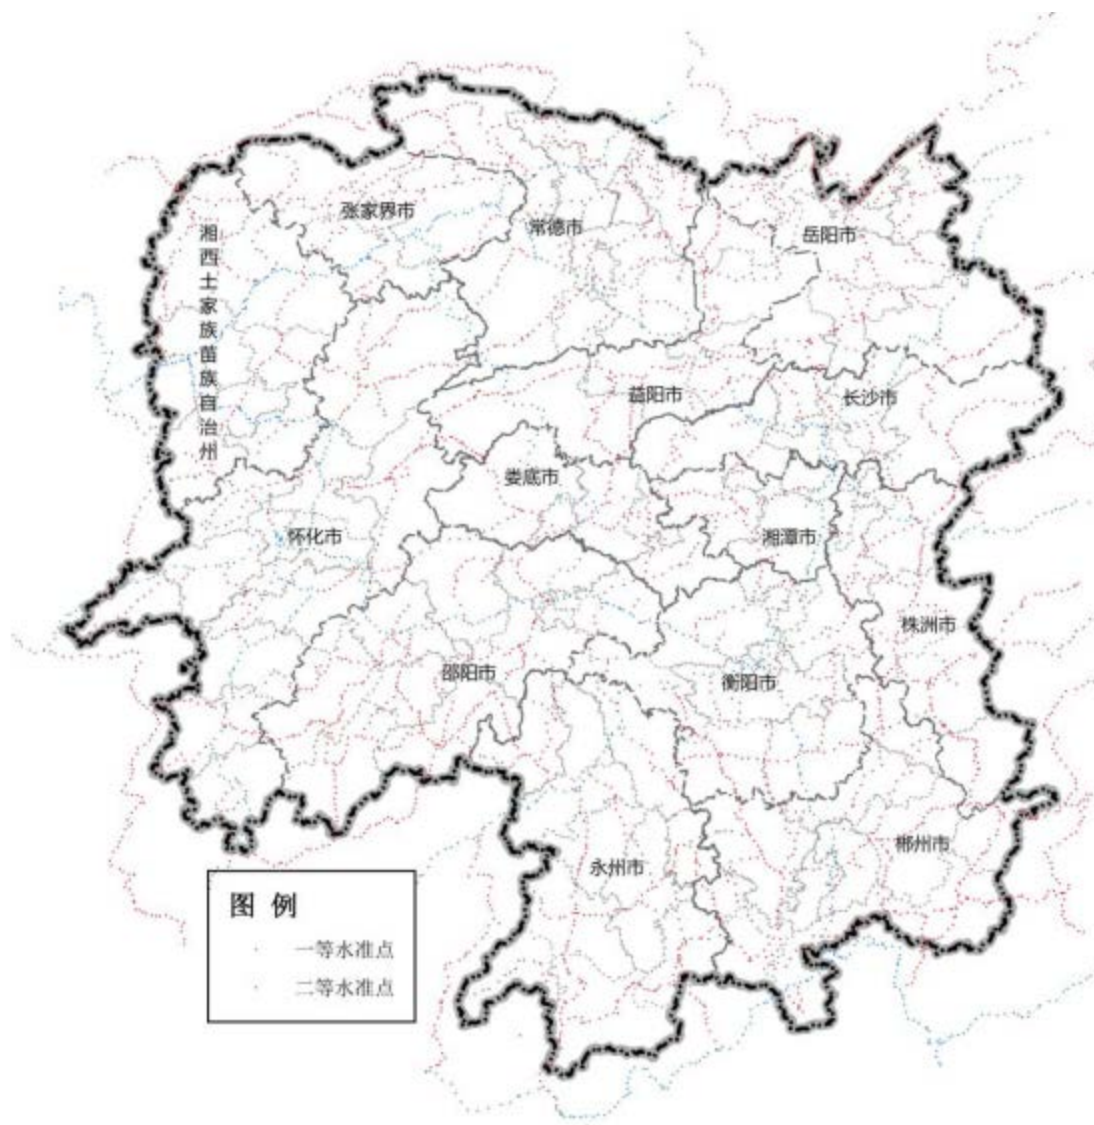 张家界市
常德市
岳阳市
湘西土家族苗族自治州
益阳市
长沙市
娄底市
怀化市
湘潭市
株洲市
邵阳市
衡阳市
郴州市
永州市
图 例
一等水准点
二等水准点